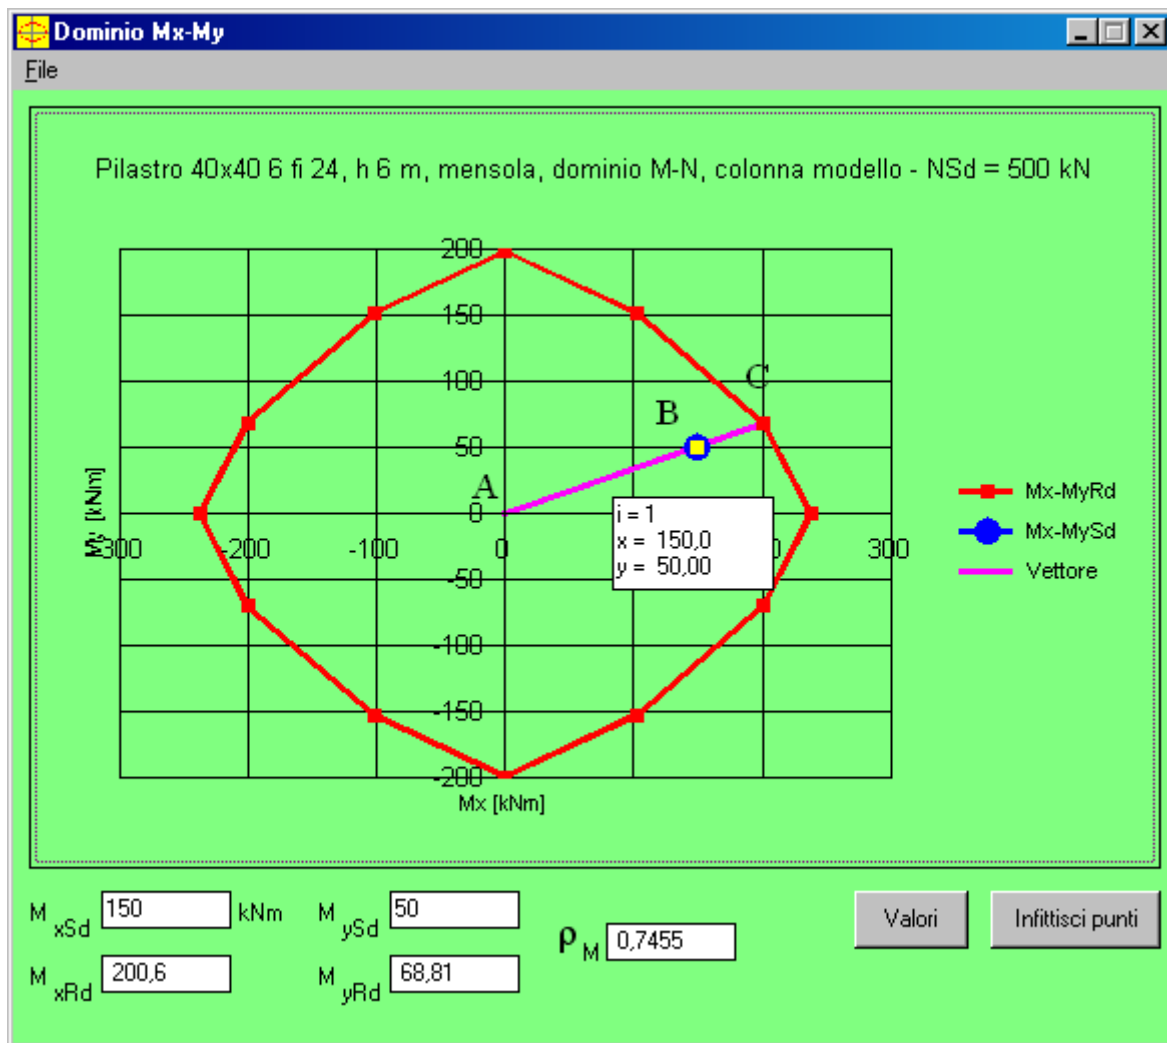 Dominio Mx-My
File
Pilastro 40x40 6 fi 24, h 6 m, mensola, dominio M-N, colonna modello - NSd = 500 kN
200
150
100
50
0
-50
-100
-150
-200
My [kNm]
-300 -200 -100 0 300
Mx [kNm]
A
B
C
i = 1
x = 150,0
y = 50,00
Mx-MyRd
Mx-MySd
Vettore
M xSd 150 kNm M ySd 50
M xRd 200,6 M yRd 68,81
ρ M 0,7455
Valori
Infittisci punti